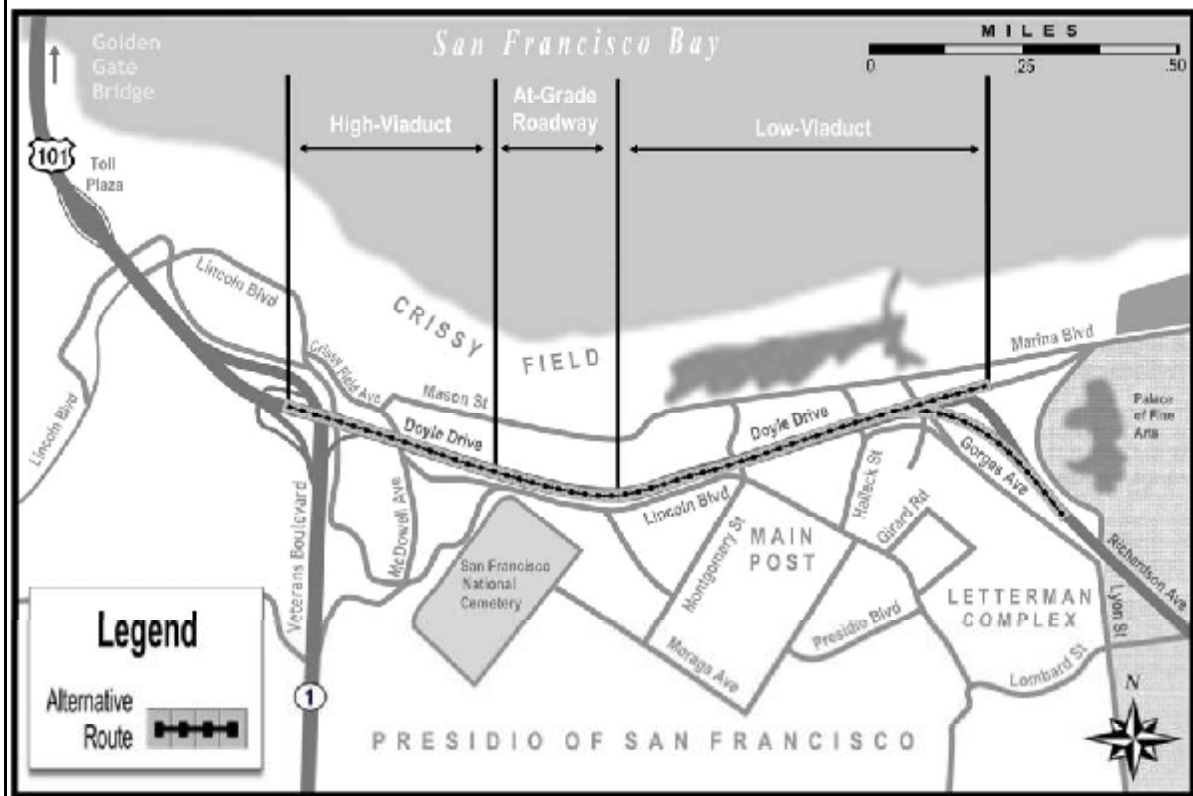 San Francisco Bay
Golden
Gate
Bridge
MILES
0 .25 .50
High-Viaduct
At-Grade
Roadway
Low-Viaduct
101
Toll
Plaza
Lincoln Blvd
Lincoln Blvd
Crissy Field Ave
CRISSY
FIELD
Mason St
Marina Blvd
Doyle Drive
Doyle Drive
Palace
of Fine
Arts
Gorgas Ave
Halleck St
Lincoln Blvd
McDowell Ave
Veterans Boulevard
San Francisco
National
Cemetery
Montgomery St
MAIN
POST
Girard Rd
Richardson Ave
LETTERMAN
COMPLEX
Lyon St
Presidio Blvd
Moraga Ave
Lombard St
N
1
PRESIDIO OF SAN FRANCISCO
Legend
Alternative
Route